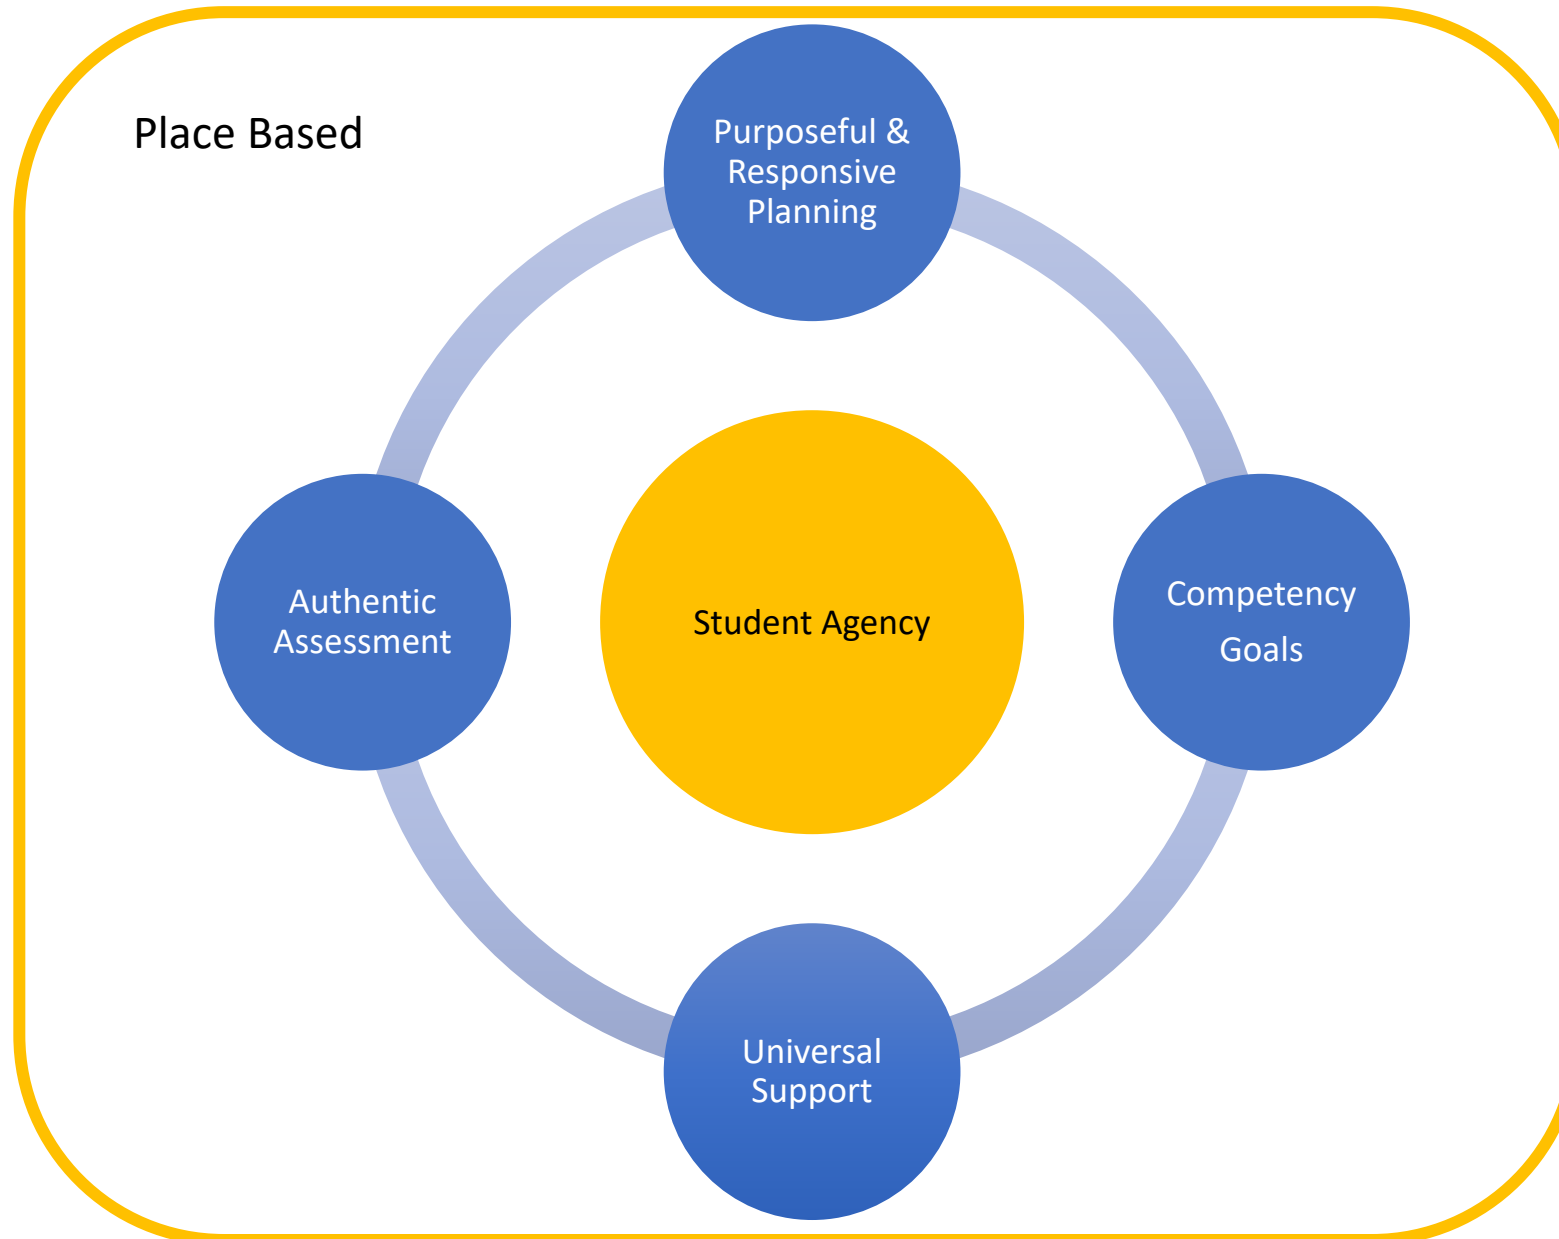 Place Based
Purposeful &
Responsive
Planning
Authentic
Assessment
Student Agency
Competency
Goals
Universal
Support